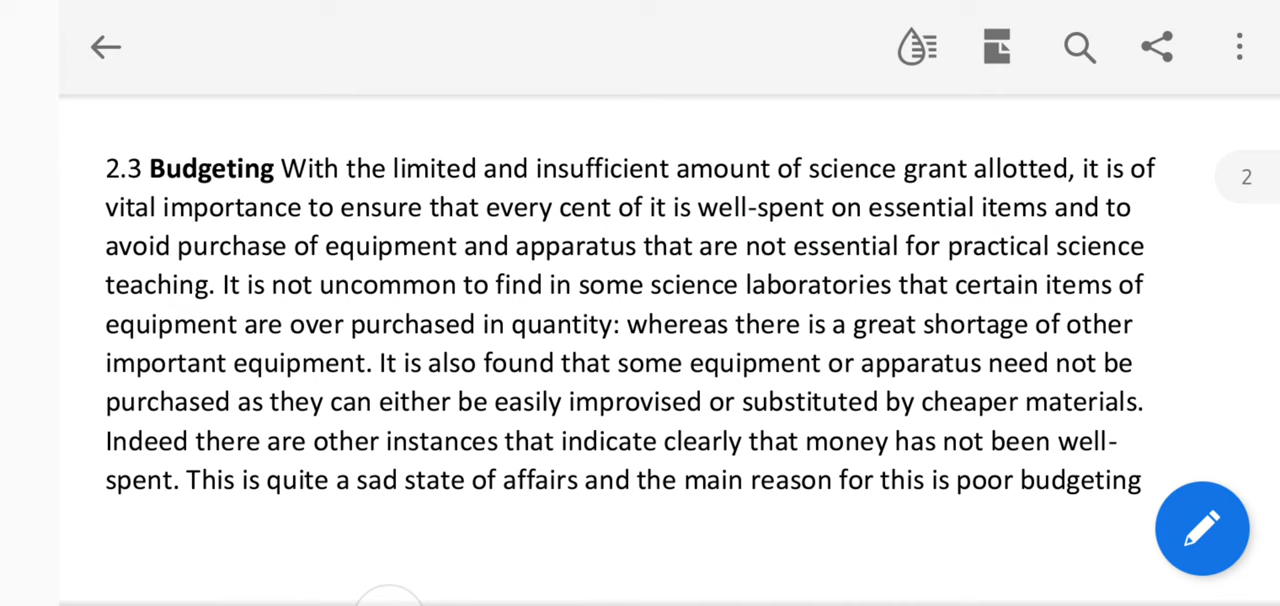 2.3 Budgeting With the limited and insufficient amount of science grant allotted, it is of
vital importance to ensure that every cent of it is well-spent on essential items and to
avoid purchase of equipment and apparatus that are not essential for practical science
teaching. It is not uncommon to find in some science laboratories that certain items of
equipment are over purchased in quantity: whereas there is a great shortage of other
important equipment. It is also found that some equipment or apparatus need not be
purchased as they can either be easily improvised or substituted by cheaper materials.
Indeed there are other instances that indicate clearly that money has not been well-
spent. This is quite a sad state of affairs and the main reason for this is poor budgeting
2